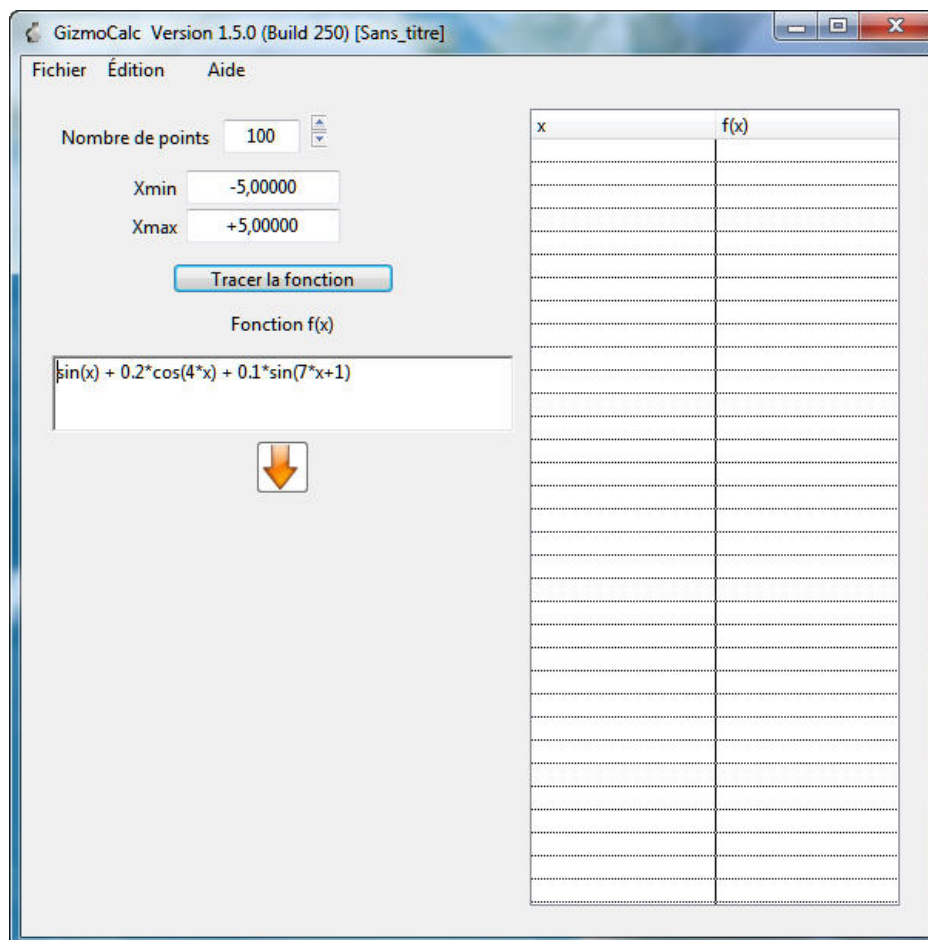 GizmoCalc Version 1.5.0 (Build 250) [Sans_titre]
Fichier Édition Aide
Nombre de points 100
Xmin -5,00000
Xmax +5,00000
Tracer la fonction
Fonction f(x)
sin(x) + 0.2*cos(4*x) + 0.1*sin(7*x+1)
x f(x)